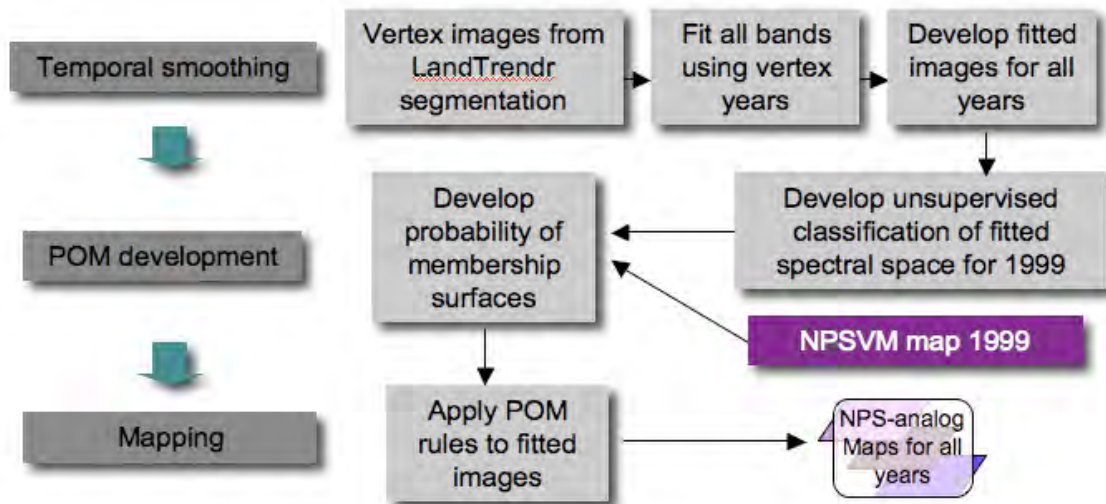 Temporal smoothing
Vertex images from
LandTrendr
segmentation
Fit all bands
using vertex
years
Develop fitted
images for all
years
POM development
Develop
probability of
membership
surfaces
Develop unsupervised
classification of fitted
spectral space for 1999
NPSVM map 1999
Mapping
Apply POM
rules to fitted
images
NPS-analog
Maps for all
years